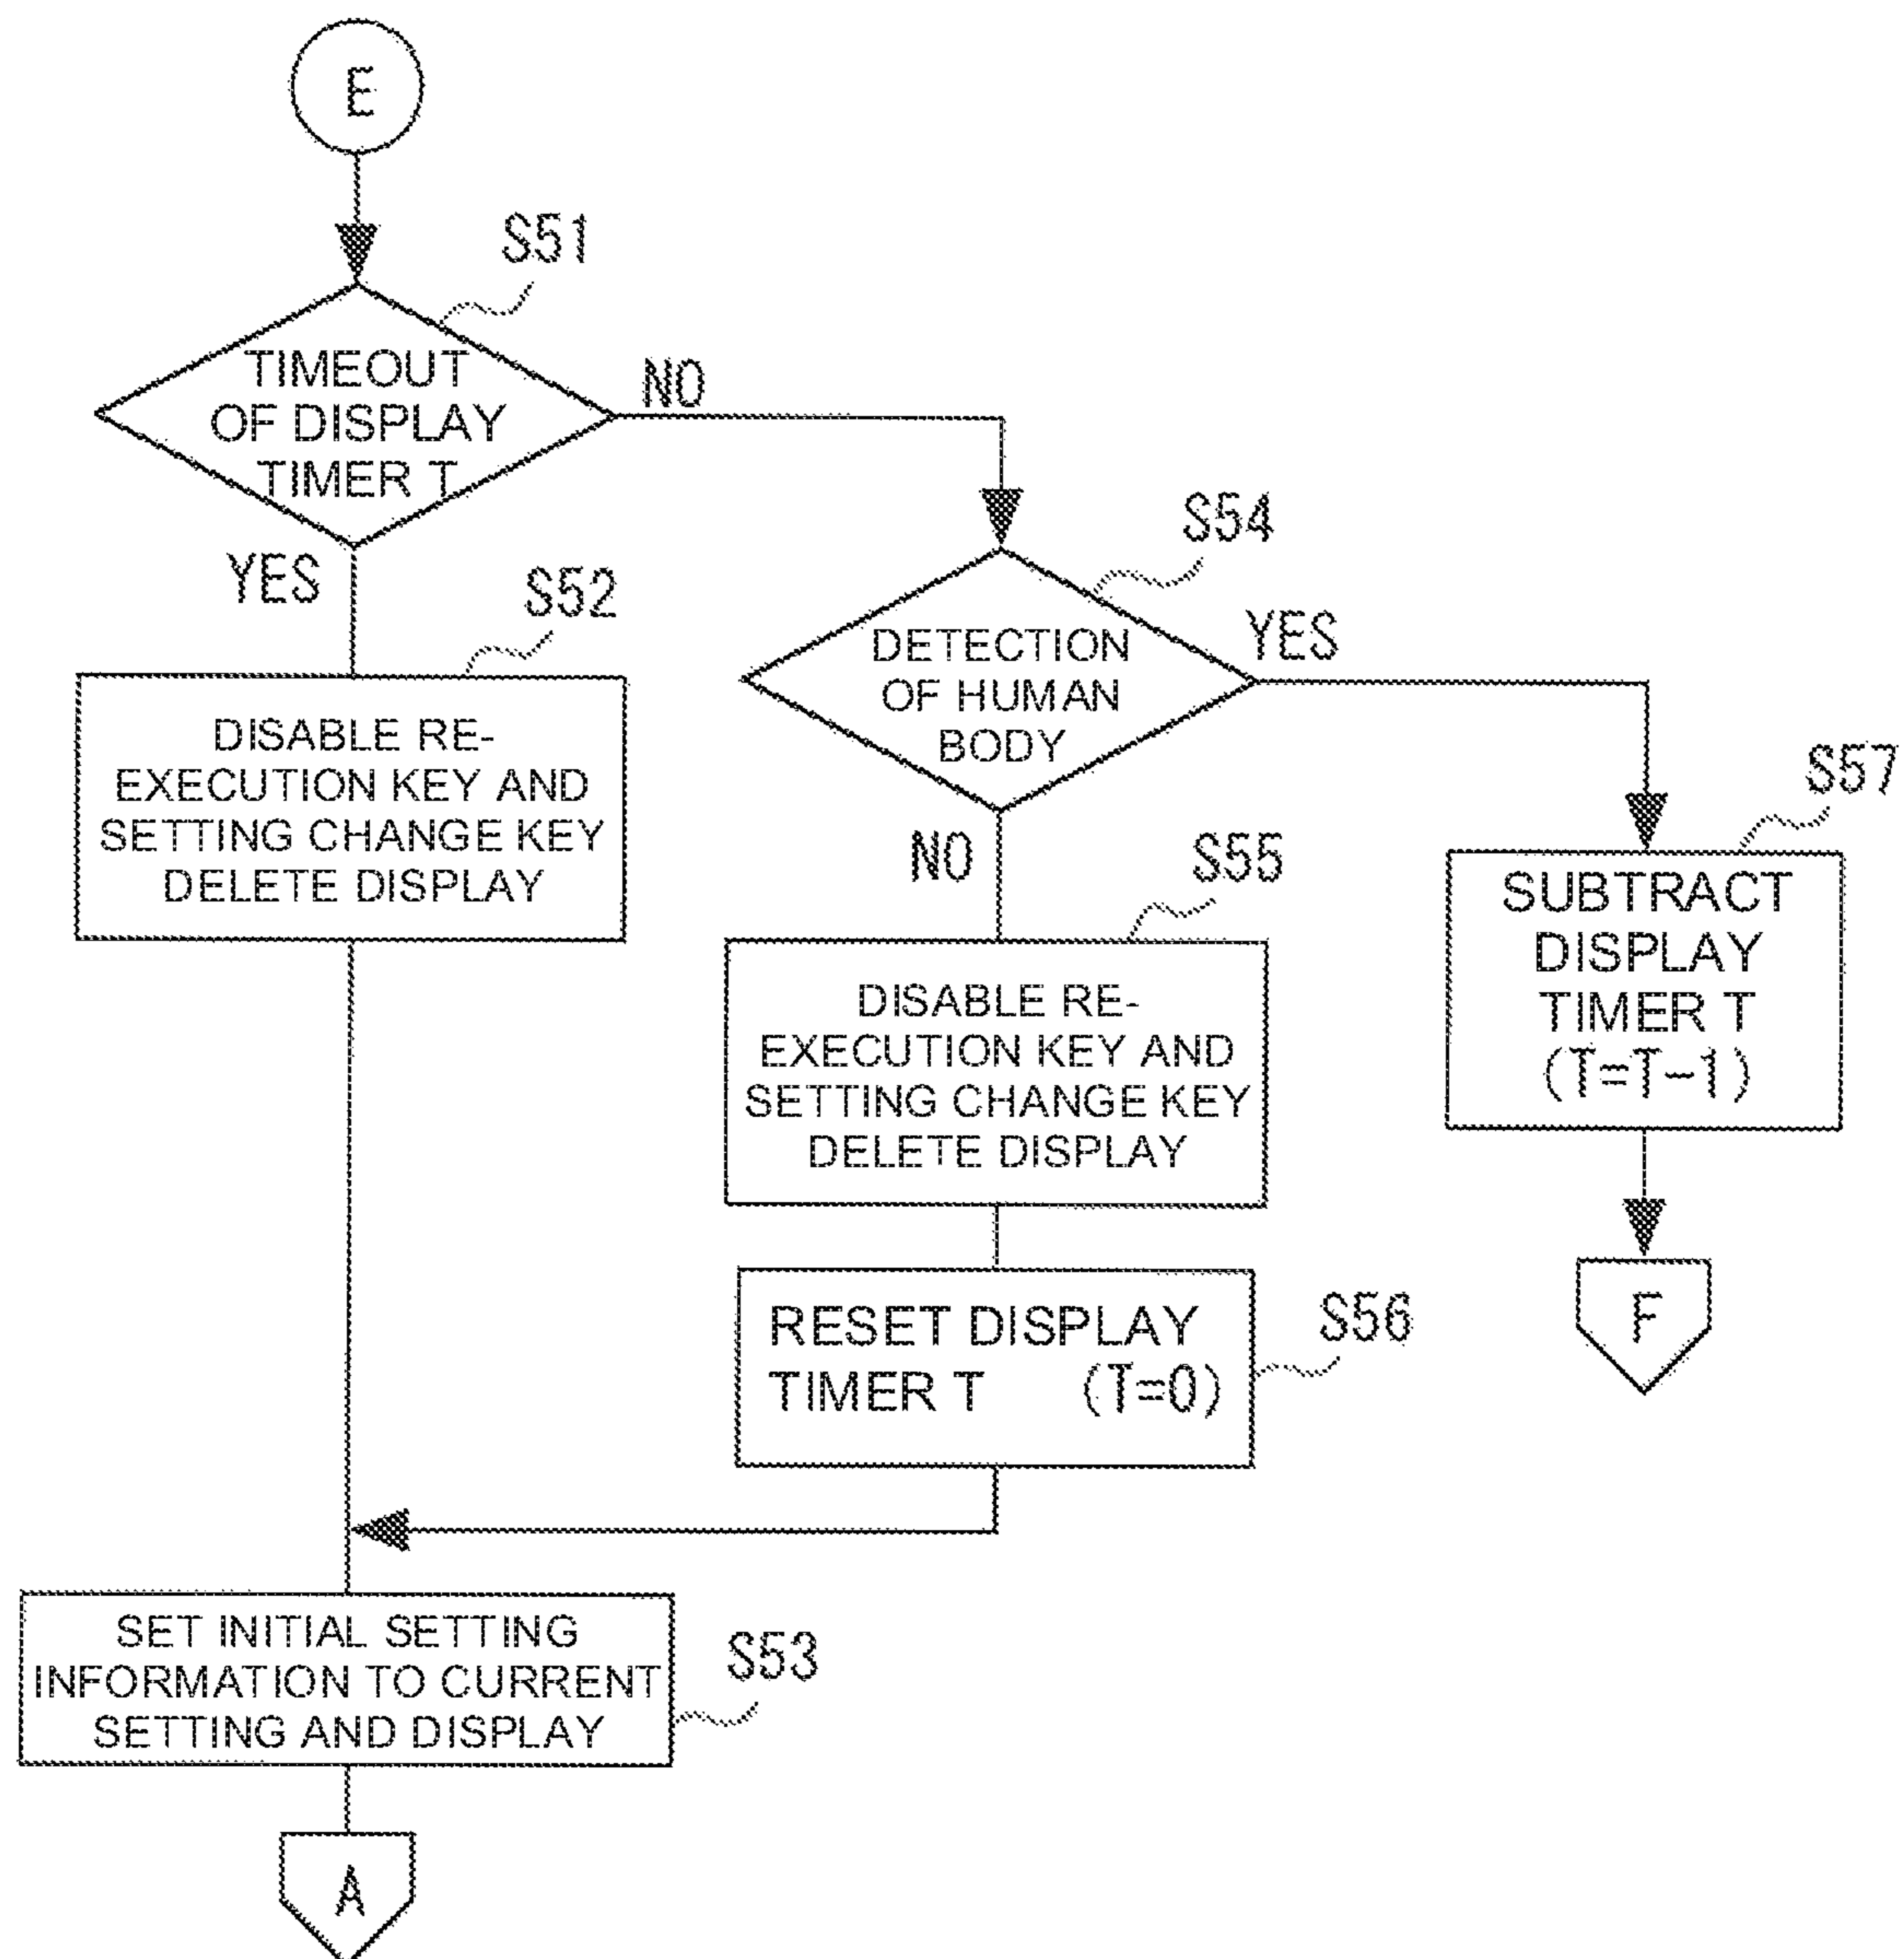 E
S51
TIMEOUT
OF DISPLAY
TIMER T
NO
YES
S52
DISABLE RE-
EXECUTION KEY AND
SETTING CHANGE KEY
DELETE DISPLAY
S54
DETECTION
OF HUMAN
BODY
YES
NO
S57
SUBTRACT
DISPLAY
TIMER T
(T=T-1)
F
S55
DISABLE RE-
EXECUTION KEY AND
SETTING CHANGE KEY
DELETE DISPLAY
S56
RESET DISPLAY
TIMER T (T=0)
SET INITIAL SETTING
INFORMATION TO CURRENT
SETTING AND DISPLAY
S53
A